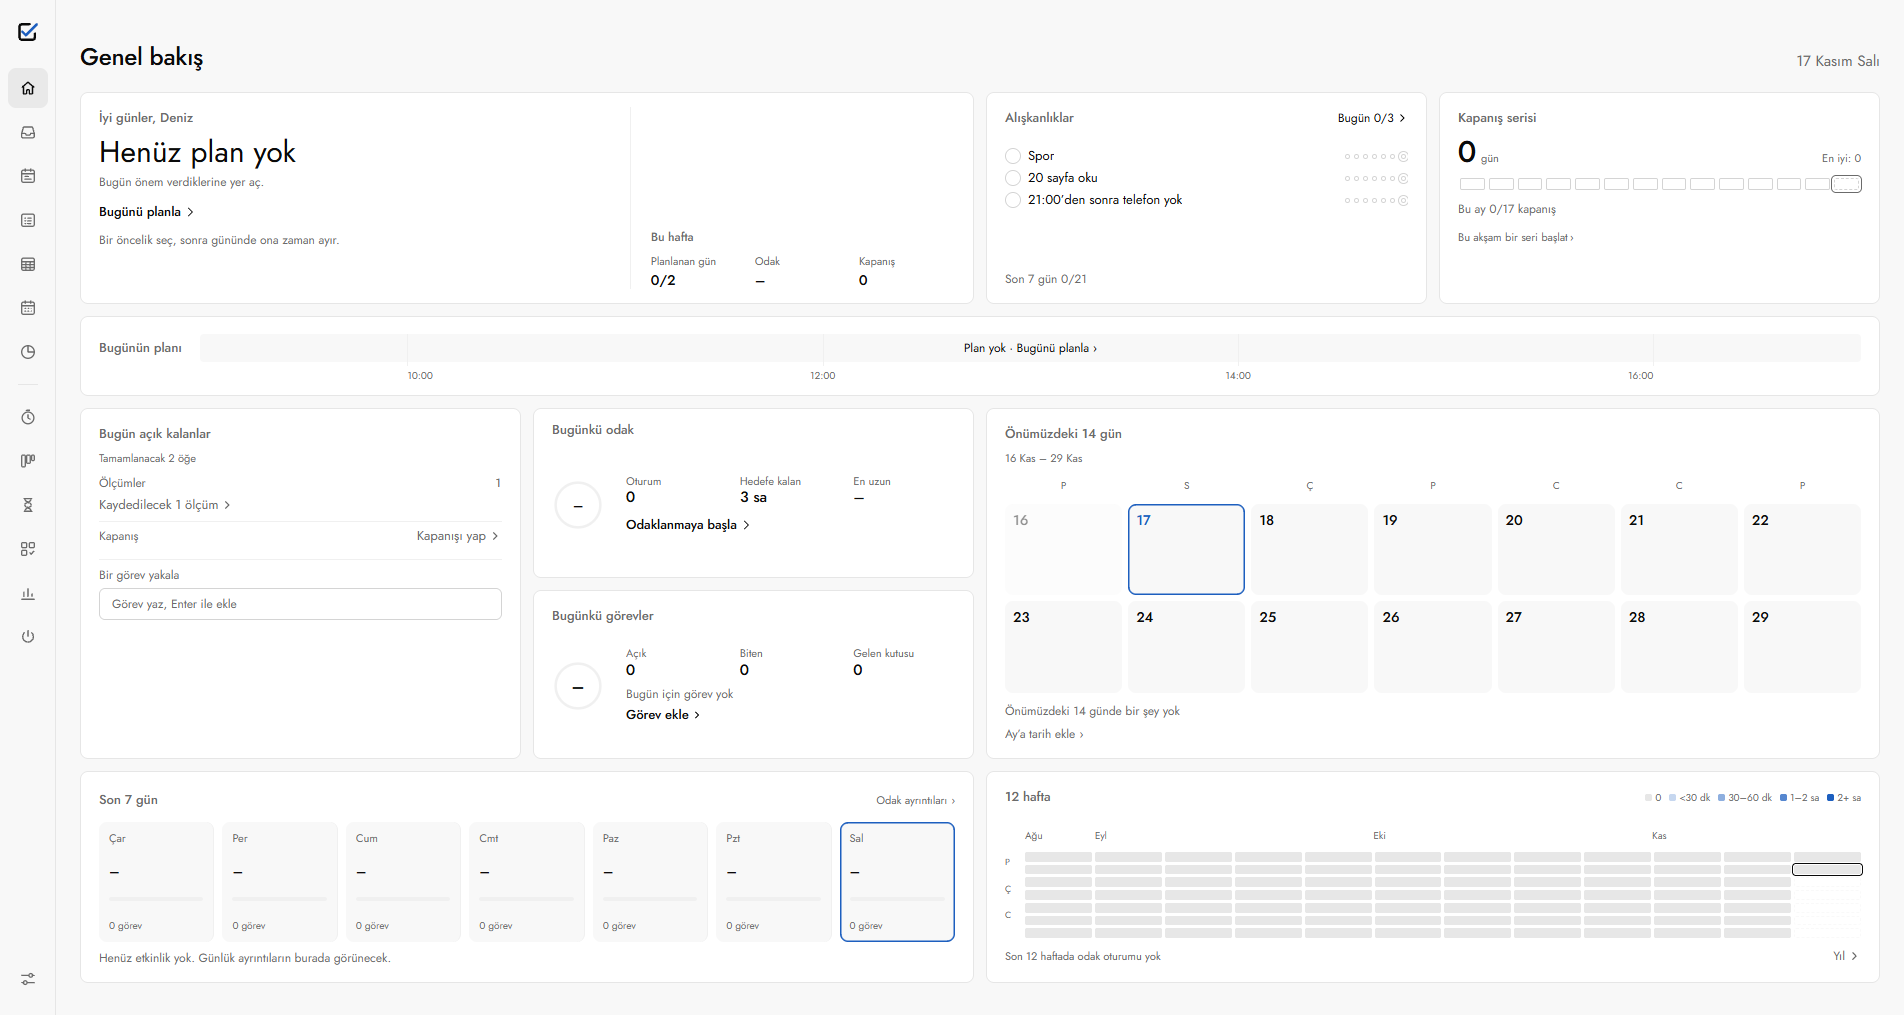 Genel bakış
17 Kasım Salı
İyi günler, Deniz
Henüz plan yok
Bugün önem verdiklerine yer aç.
Bugünü planla
Bir öncelik seç, sonra gününde ona zaman ayır.
Bu hafta
Planlanan gün Odak Kapanış
0/2 – 0
Alışkanlıklar
Bugün 0/3
Spor
20 sayfa oku
21:00'den sonra telefon yok
Son 7 gün 0/21
Kapanış serisi
0 gün
En iyi: 0
Bu ay 0/17 kapanış
Bu akşam bir seri başlat ›
Bugünün planı
Plan yok · Bugünü planla ›
10:00 12:00 14:00 16:00
Bugün açık kalanlar
Tamamlanacak 2 öğe
Ölçümler 1
Kaydedilecek 1 ölçüm
Kapanış Kapanışı yap
Bir görev yakala
Görev yaz, Enter ile ekle
Bugünkü odak
–
Oturum Hedefe kalan En uzun
0 3 sa –
Odaklanmaya başla
Bugünkü görevler
–
Açık Biten Gelen kutusu
0 0 0
Bugün için görev yok
Görev ekle
Önümüzdeki 14 gün
16 Kas – 29 Kas
P S Ç P C C P
16 17 18 19 20 21 22
23 24 25 26 27 28 29
Önümüzdeki 14 günde bir şey yok
Ay'a tarih ekle ›
Son 7 gün
Odak ayrıntıları ›
Çar Per Cum Cmt Paz Pzt Sal
– – – – – – –
0 görev 0 görev 0 görev 0 görev 0 görev 0 görev 0 görev
Henüz etkinlik yok. Günlük ayrıntıların burada görünecek.
12 hafta
0 <30 dk 30–60 dk 1–2 sa 2+ sa
Ağu Eyl Eki Kas
P
Ç
C
Son 12 haftada odak oturumu yok
Yıl